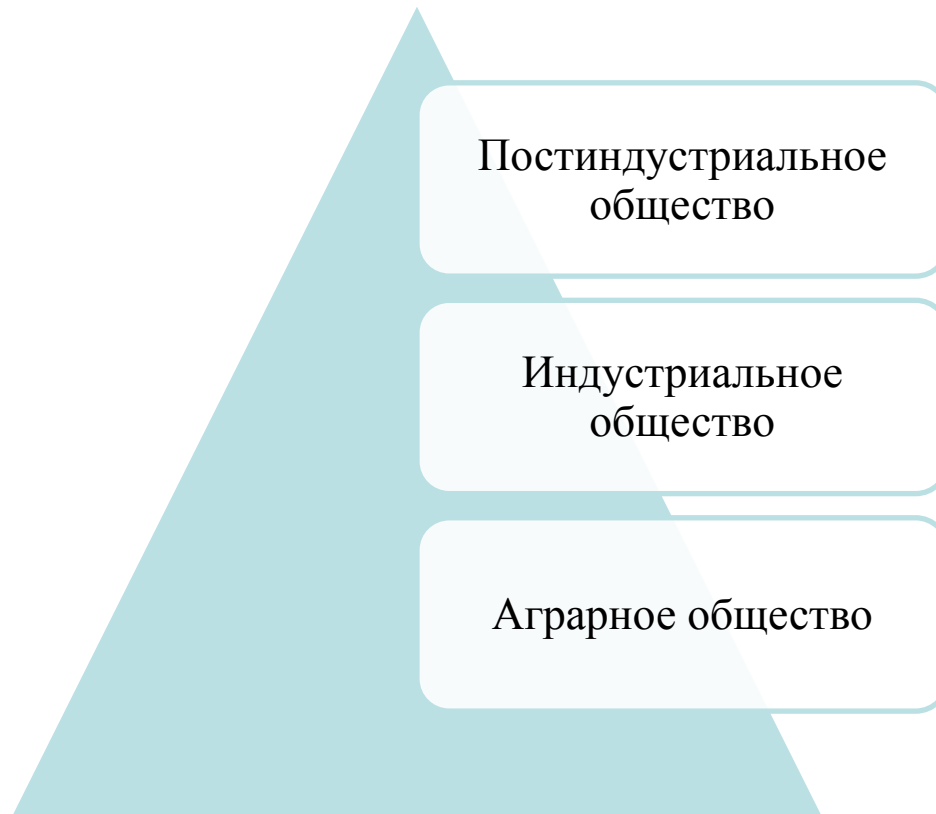 Постиндустриальное
общество
Индустриальное
общество
Аграрное общество